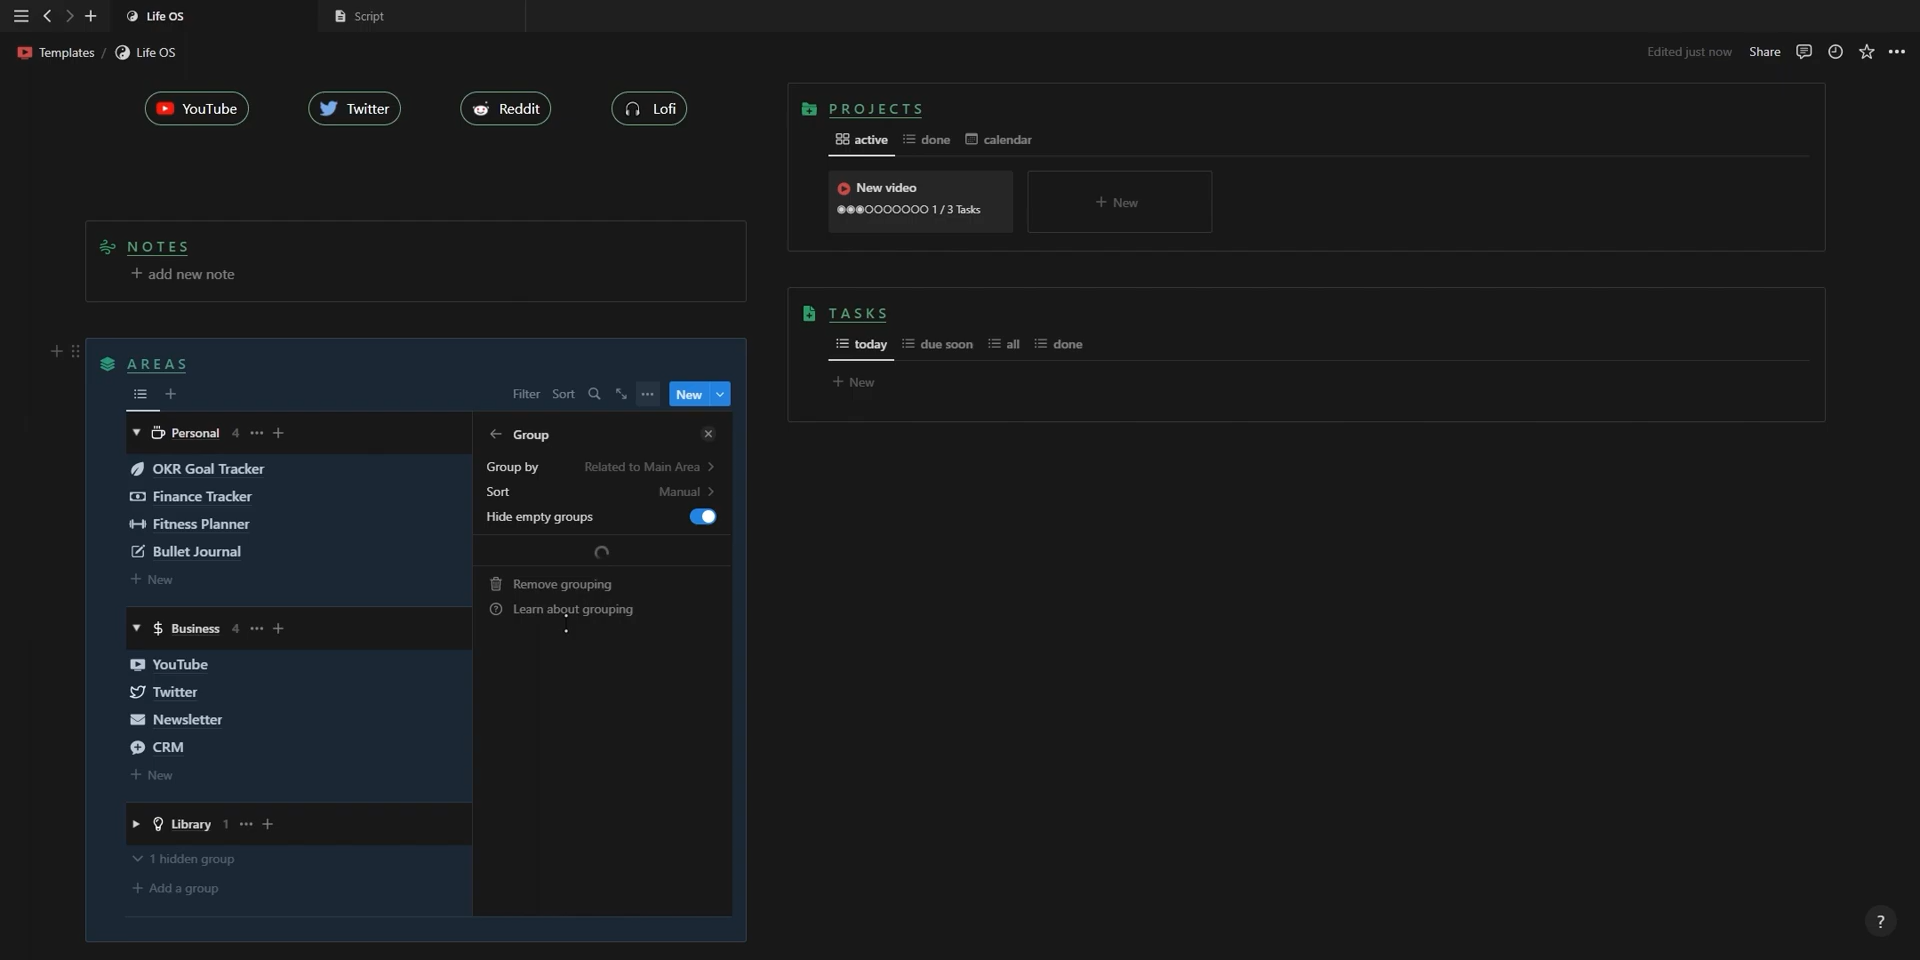 Life OS
Script
Templates / Life OS
Edited just now
Share
YouTube
Twitter
Reddit
Lofi
NOTES
+ add new note
AREAS
Filter
Sort
New
Personal 4
OKR Goal Tracker
Finance Tracker
Fitness Planner
Bullet Journal
+ New
Business 4
YouTube
Twitter
Newsletter
CRM
+ New
Library 1
1 hidden group
+ Add a group
Group
Group by Related to Main Area
Sort Manual
Hide empty groups
Remove grouping
Learn about grouping
PROJECTS
active
done
calendar
New video
◉◉◉○○○○○○○ 1 / 3 Tasks
+ New
TASKS
today
due soon
all
done
+ New
?